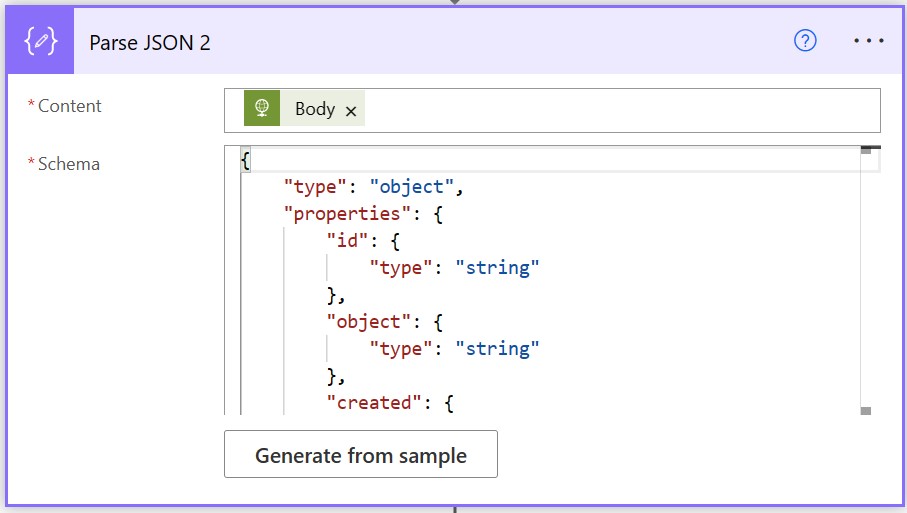 Parse JSON 2
* Content
Body ×
* Schema
{
"type": "object",
"properties": {
"id": {
"type": "string"
},
"object": {
"type": "string"
},
"created": {
Generate from sample